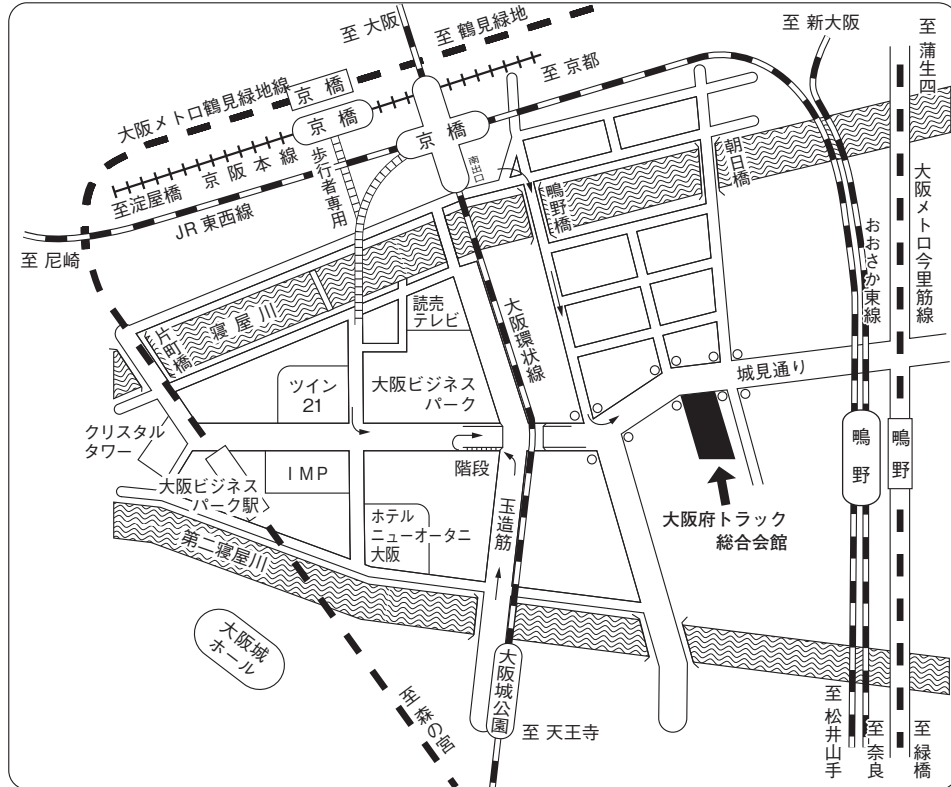 至 大阪
至 鶴見緑地
至 新大阪
至 蒲生四
至 京都
大阪メトロ鶴見緑地線
京橋
京橋
京橋
至淀屋橋
京阪本線
歩行者専用
南出口
JR東西線
至 尼崎
鴫野橋
朝日橋
おおさか東線
大阪メトロ今里筋線
寝屋川
片町橋
読売
テレビ
大阪環状線
城見通り
ツイン
21
大阪ビジネス
パーク
クリスタル
タワー
IMP
階段
大阪ビジネス
パーク駅
ホテル
ニューオータニ
大阪
玉造筋
鴫野
鴫野
大阪府トラック
総合会館
第二寝屋川
大阪城
ホール
至 森の宮
大阪城公園
至 天王寺
至 松井山手
至 奈良
至 緑橋